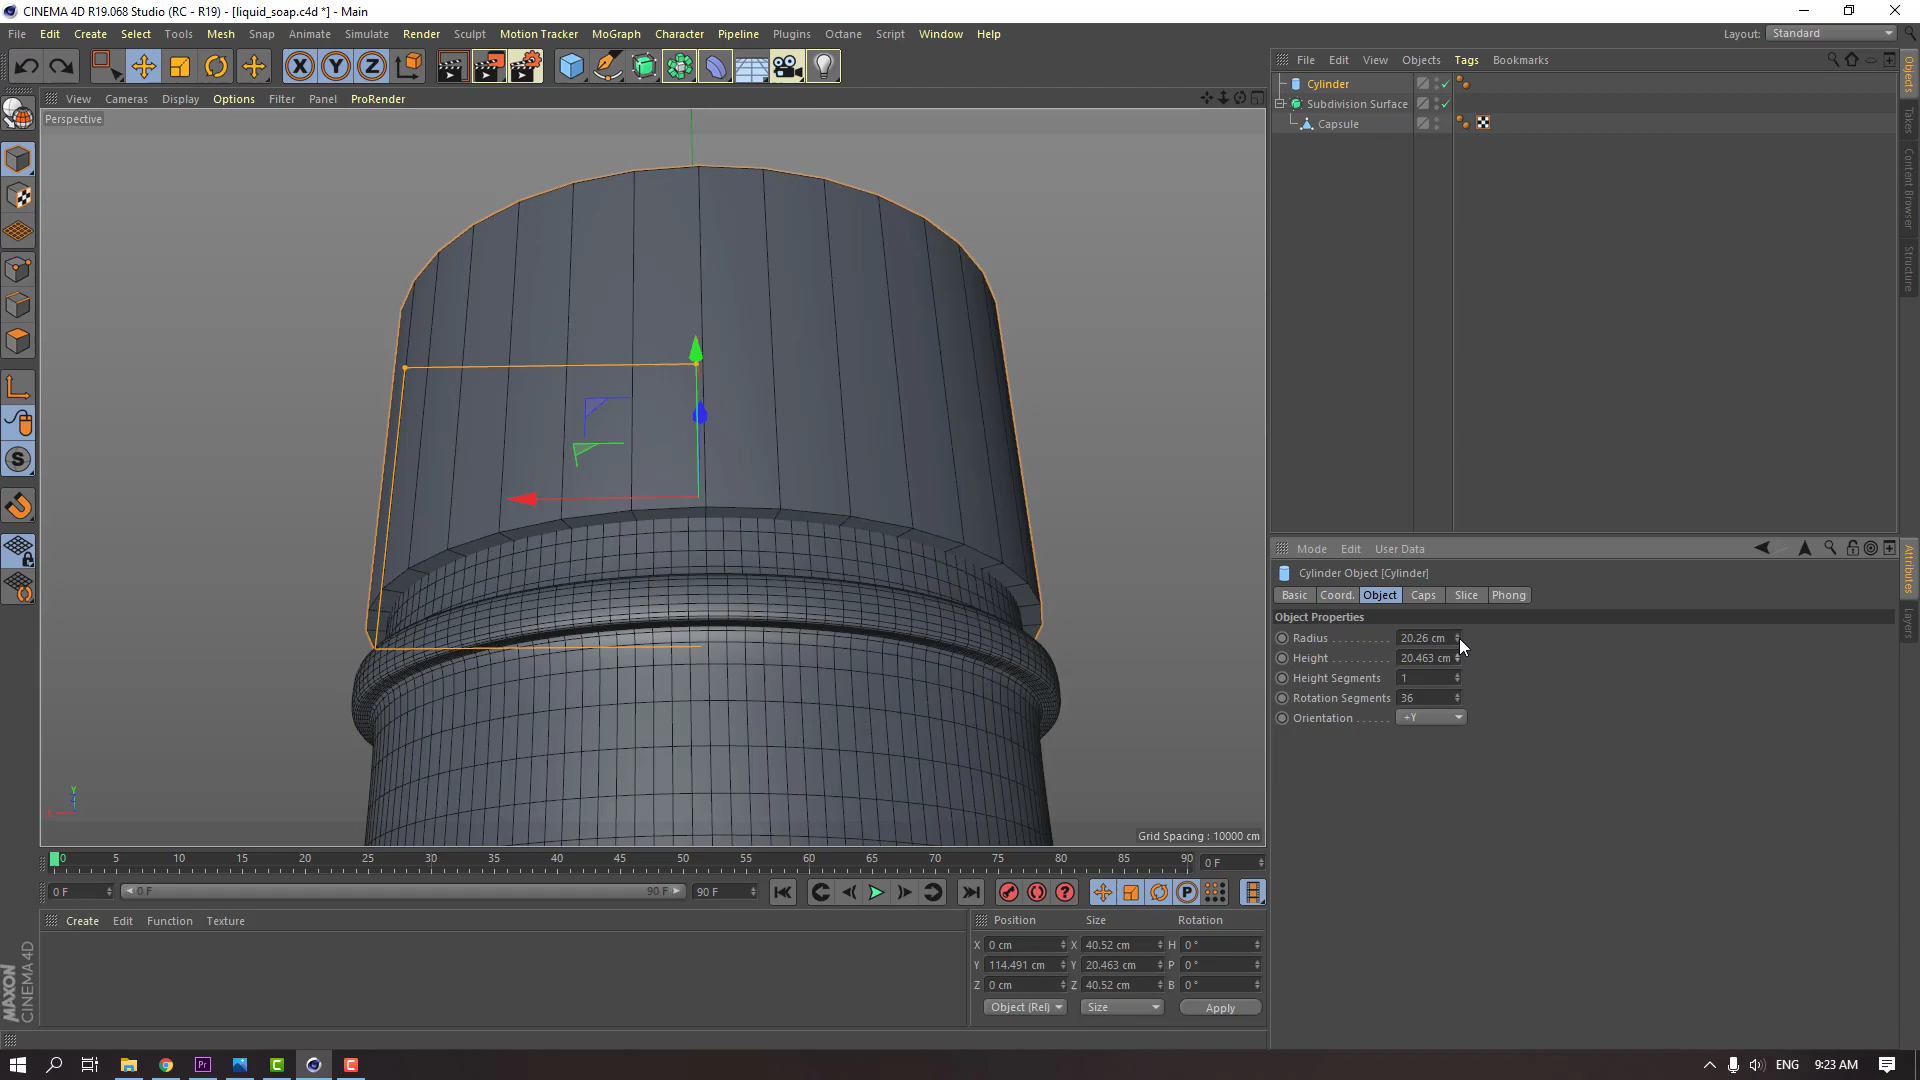 CINEMA 4D R19.068 Studio (RC - R19) - [liquid_soap.c4d *] - Main
File Edit Create Select Tools Mesh Snap Animate Simulate Render Sculpt Motion Tracker MoGraph Character Pipeline Plugins Octane Script Window Help
Layout: Standard
File Edit View Objects Tags Bookmarks
View Cameras Display Options Filter Panel ProRender
Perspective
Cylinder
Subdivision Surface
Capsule
Objects
Takes
Content Browser
Structure
Mode Edit User Data
Cylinder Object [Cylinder]
Basic Coord. Object Caps Slice Phong
Object Properties
Radius 20.26 cm
Height 20.463 cm
Height Segments 1
Rotation Segments 36
Orientation +Y
Attributes
Layers
Y
Grid Spacing : 10000 cm
0 5 10 15 20 25 30 35 40 45 50 55 60 65 70 75 80 85 90 0 F
0 F 0 F 90 F 90 F
Create Edit Function Texture
Position Size Rotation
X 0 cm X 40.52 cm H 0 °
Y 114.491 cm Y 20.463 cm P 0 °
Z 0 cm Z 40.52 cm B 0 °
Object (Rel) Size Apply
MAXON CINEMA 4D
ENG 9:23 AM